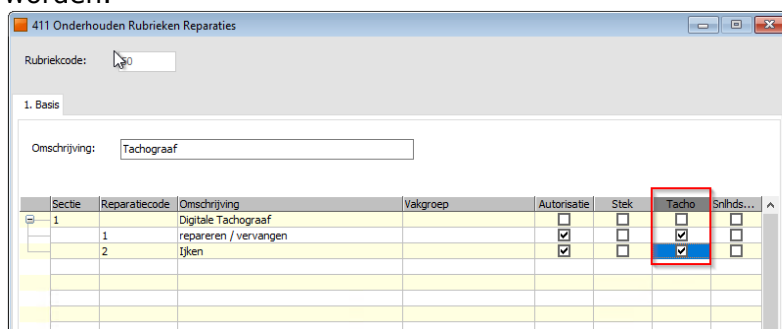 worden.
411 Onderhouden Rubrieken Reparaties
Rubriekcode:
1. Basis
Omschrijving: Tachograaf
Sectie Reparatiecode Omschrijving Vakgroep Autorisatie Stek Tacho Snlhds...
1 Digitale Tachograaf
1 repareren / vervangen
2 Ijken